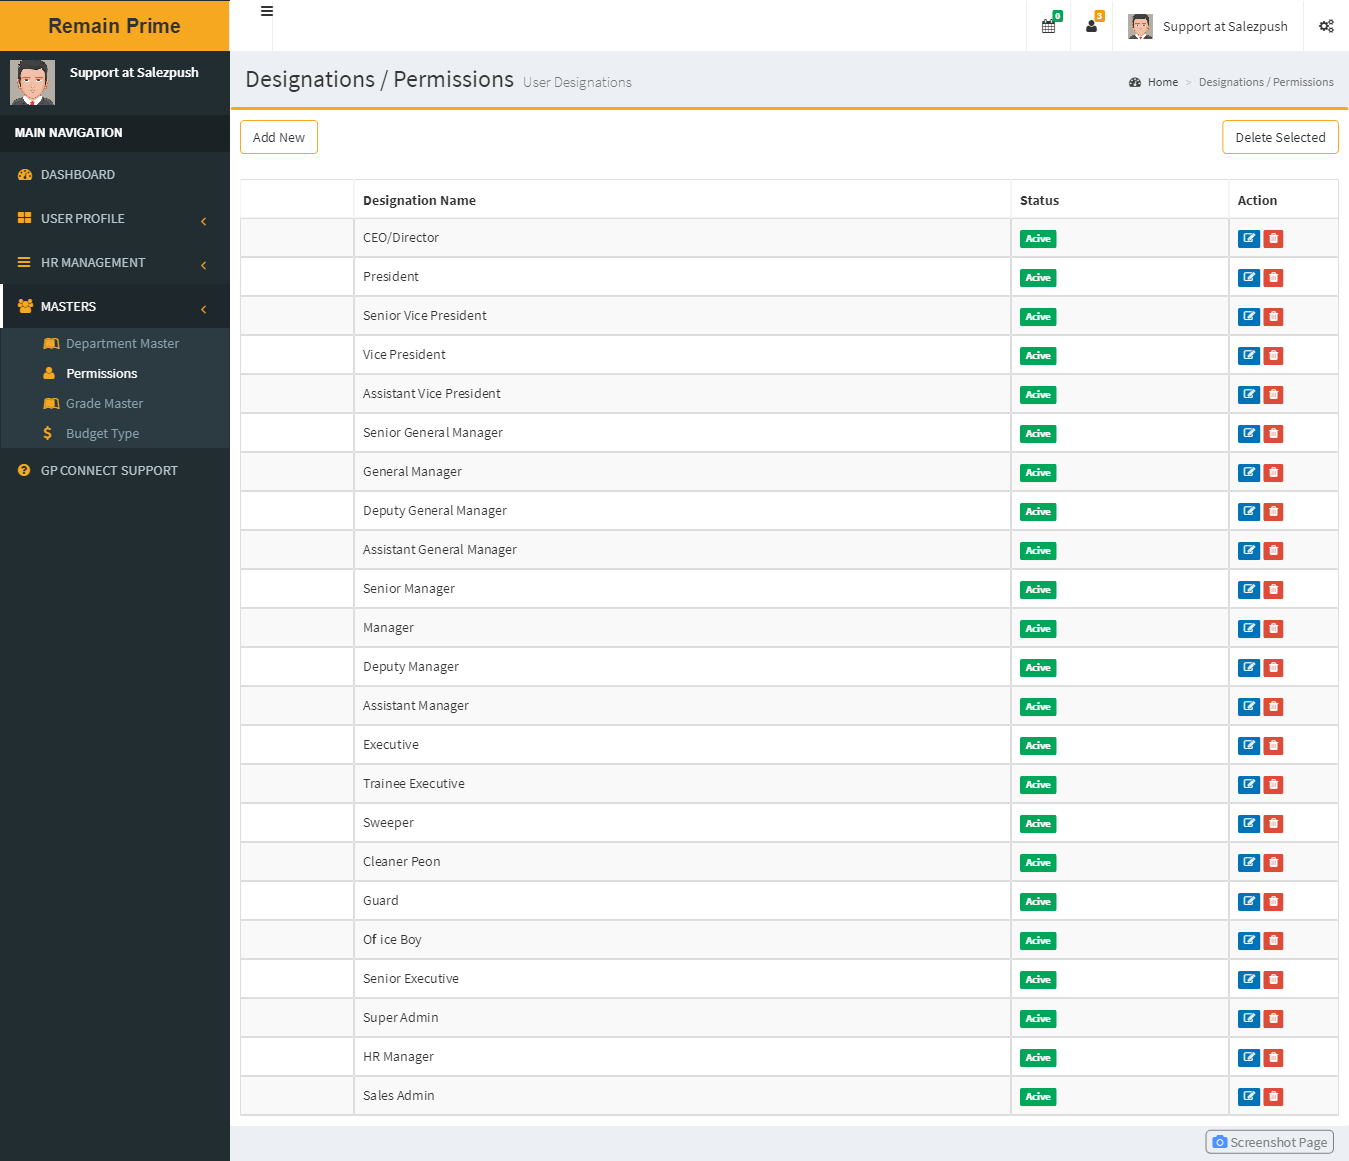 Remain Prime
0
3
Support at Salezpush
Support at Salezpush
Designations / Permissions User Designations
Home > Designations / Permissions
MAIN NAVIGATION
DASHBOARD
USER PROFILE
HR MANAGEMENT
MASTERS
Department Master
Permissions
Grade Master
Budget Type
GP CONNECT SUPPORT
Add New
Delete Selected
Designation Name Status Action
CEO/Director Acive
President Acive
Senior Vice President Acive
Vice President Acive
Assistant Vice President Acive
Senior General Manager Acive
General Manager Acive
Deputy General Manager Acive
Assistant General Manager Acive
Senior Manager Acive
Manager Acive
Deputy Manager Acive
Assistant Manager Acive
Executive Acive
Trainee Executive Acive
Sweeper Acive
Cleaner Peon Acive
Guard Acive
Of ice Boy Acive
Senior Executive Acive
Super Admin Acive
HR Manager Acive
Sales Admin Acive
Screenshot Page